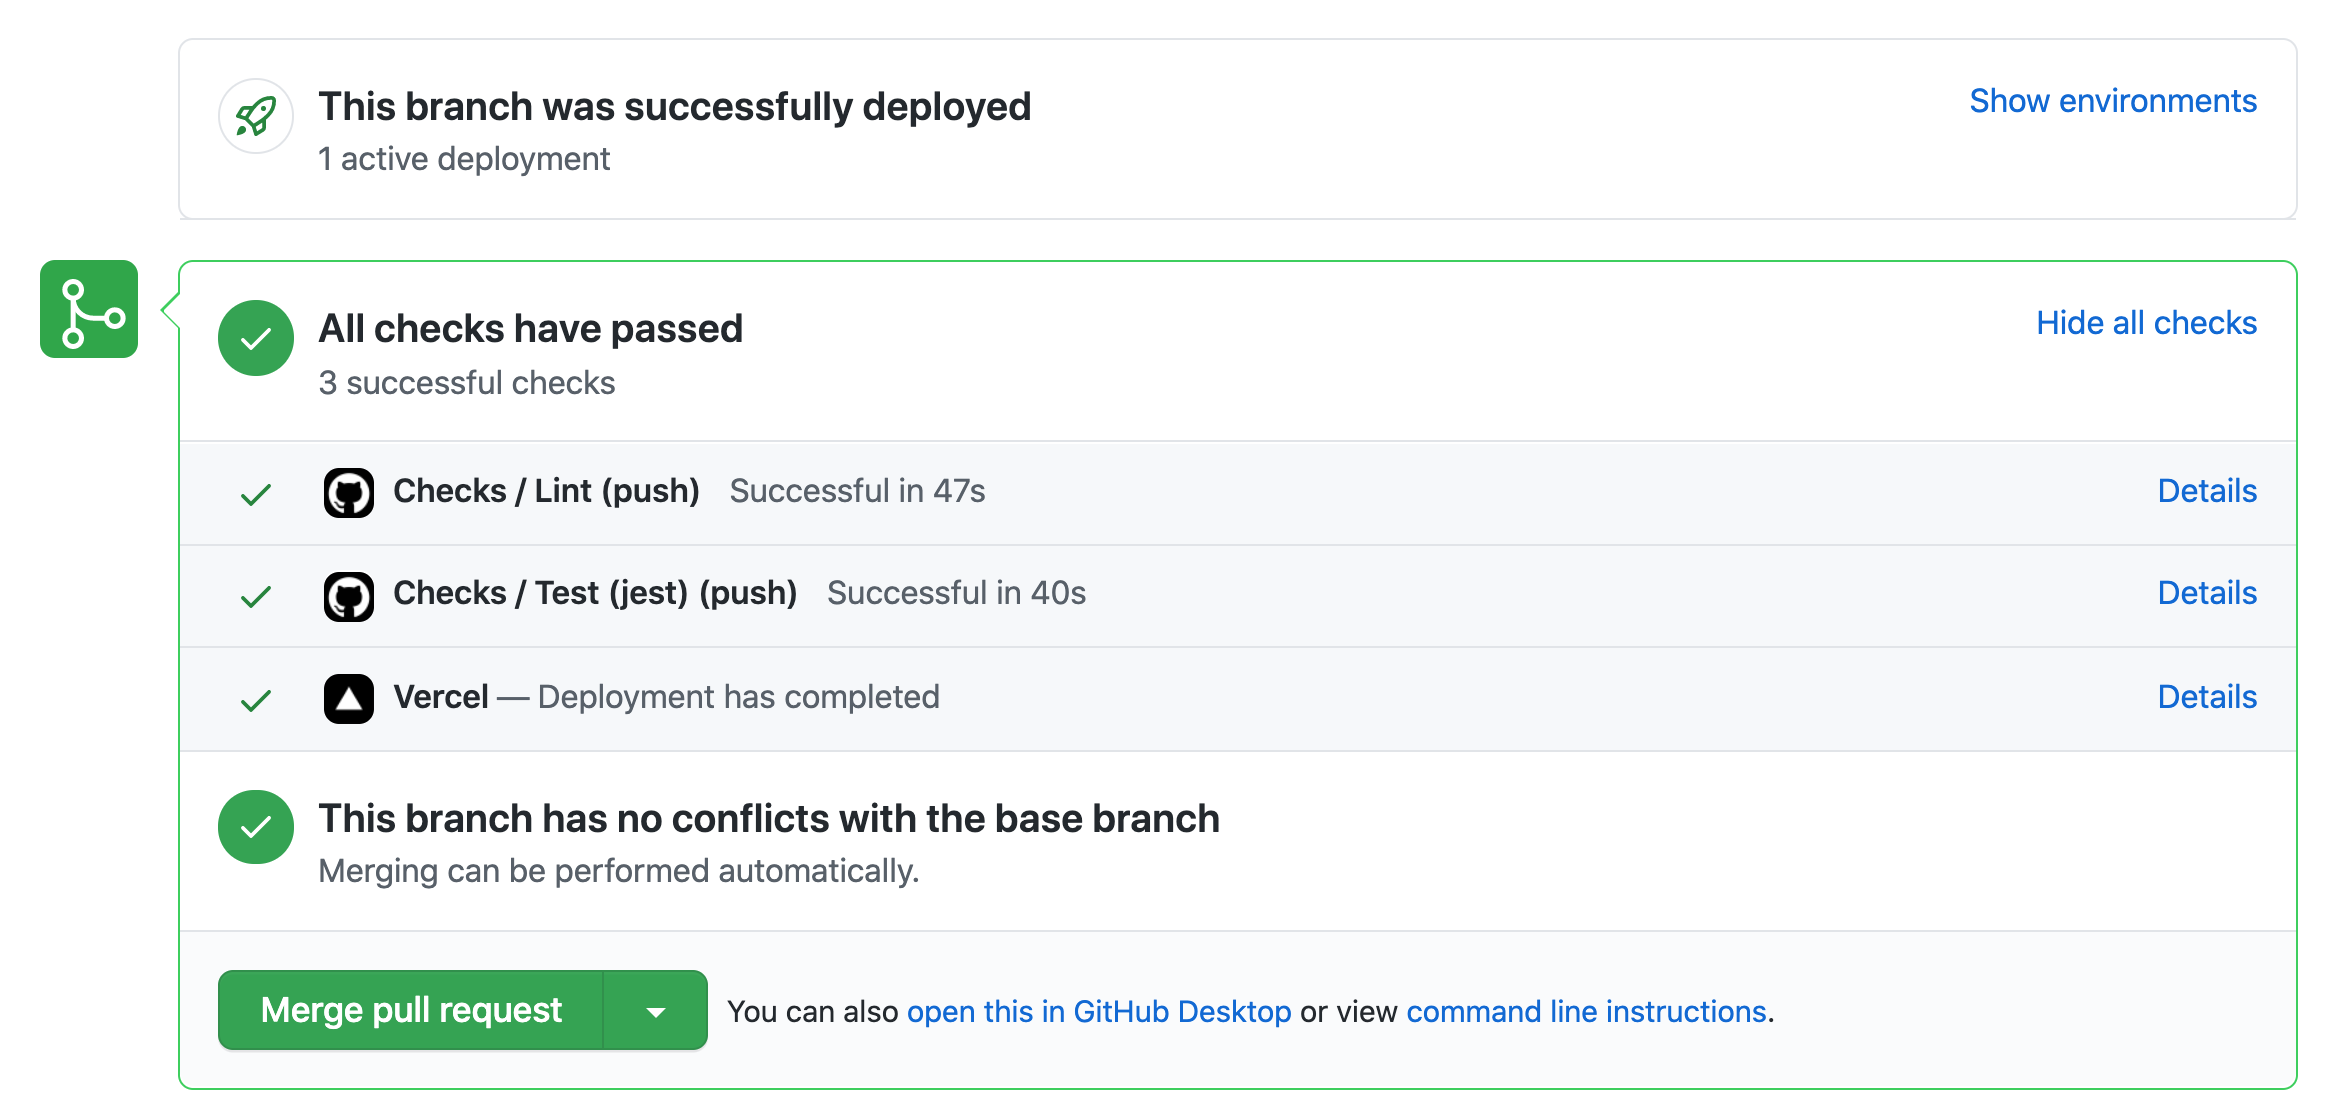 This branch was successfully deployed
Show environments
1 active deployment
All checks have passed
Hide all checks
3 successful checks
Checks / Lint (push) Successful in 47s Details
Checks / Test (jest) (push) Successful in 40s Details
Vercel — Deployment has completed Details
This branch has no conflicts with the base branch
Merging can be performed automatically.
Merge pull request You can also open this in GitHub Desktop or view command line instructions.